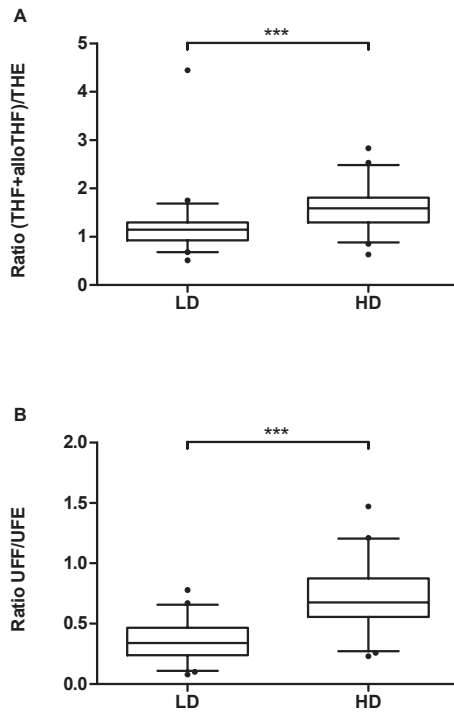 A
Ratio (THF+alloTHF)/THE
5
4
3
2
1
0
***
LD HD
B
Ratio UFF/UFE
2.0
1.5
1.0
0.5
0.0
***
LD HD